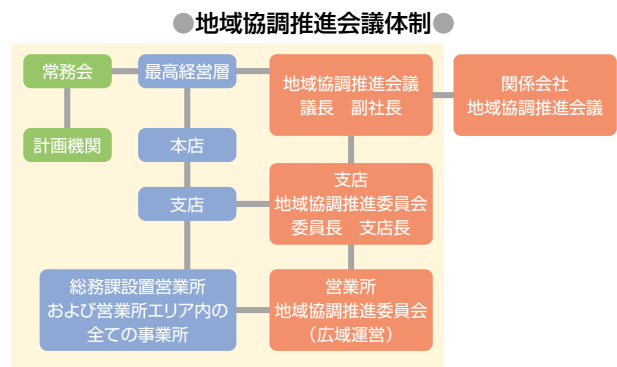 ●地域協調推進会議体制●
常務会
最高経営層
地域協調推進会議
議長　副社長
関係会社
地域協調推進会議
計画機関
本店
支店
支店
地域協調推進委員会
委員長　支店長
総務課設置営業所
および営業所エリア内の
全ての事業所
営業所
地域協調推進委員会
（広域運営）